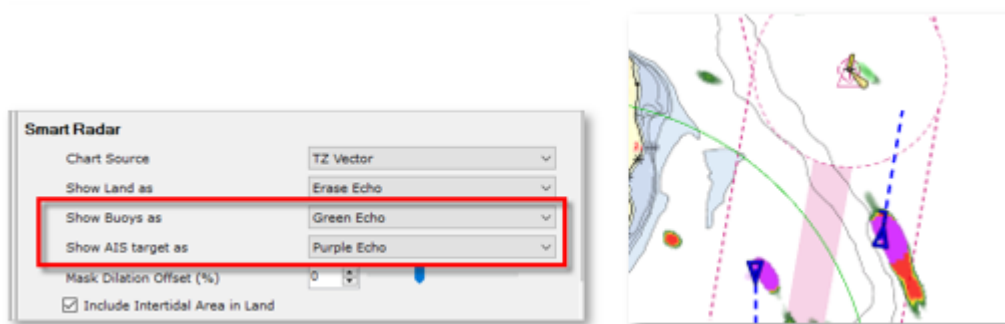 Smart Radar
Chart Source TZ Vector
Show Land as Erase Echo
Show Buoys as Green Echo
Show AIS target as Purple Echo
Mask Dilation Offset (%) 0
Include Intertidal Area in Land